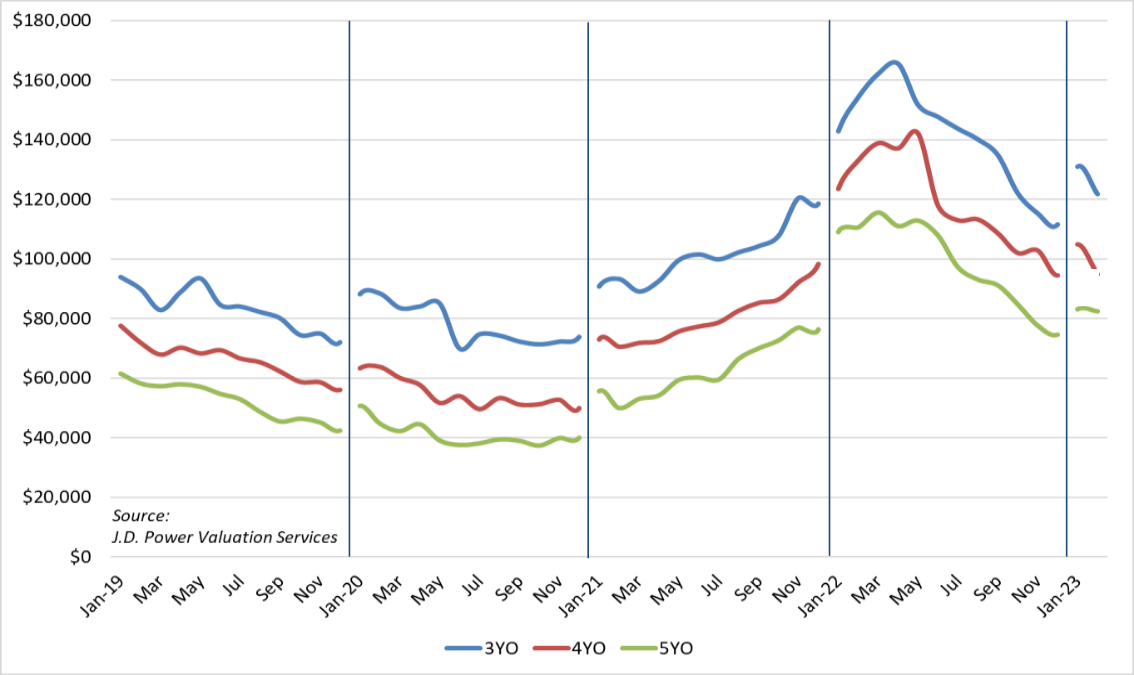 $180,000
$160,000
$140,000
$120,000
$100,000
$80,000
$60,000
$40,000
$20,000
$0
Source:
J.D. Power Valuation Services
Jan-19 Mar May Jul Sep Nov Jan-20 Mar May Jul Sep Nov Jan-21 Mar May Jul Sep Nov Jan-22 Mar May Jul Sep Nov Jan-23
3YO 4YO 5YO